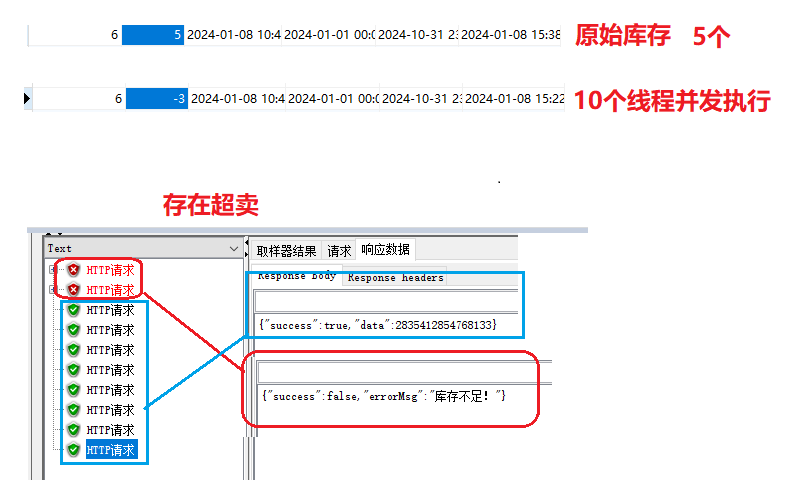 6 5 2024-01-08 10:4 2024-01-01 00:0 2024-10-31 23 2024-01-08 15:38
原始库存 5个
6 -3 2024-01-08 10:4 2024-01-01 00:0 2024-10-31 23 2024-01-08 15:22
10个线程并发执行
存在超卖
Text
取样器结果 请求 响应数据
HTTP请求
Response body Response headers
HTTP请求
HTTP请求
{"success":true,"data":2835412854768133}
HTTP请求
HTTP请求
HTTP请求
HTTP请求
{"success":false,"errorMsg":"库存不足！"}
HTTP请求
HTTP请求
HTTP请求